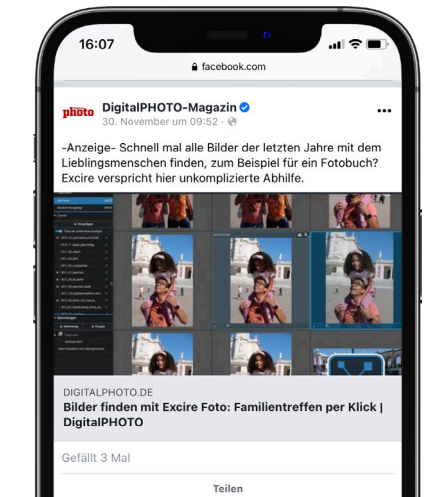 16:07
facebook.com
photo
DigitalPHOTO-Magazin
30. November um 09:52 ·
-Anzeige- Schnell mal alle Bilder der letzten Jahre mit dem
Lieblingsmenschen finden, zum Beispiel für ein Fotobuch?
Excire verspricht hier unkomplizierte Abhilfe.
DIGITALPHOTO.DE
Bilder finden mit Excire Foto: Familientreffen per Klick |
DigitalPHOTO
Gefällt 3 Mal
Teilen